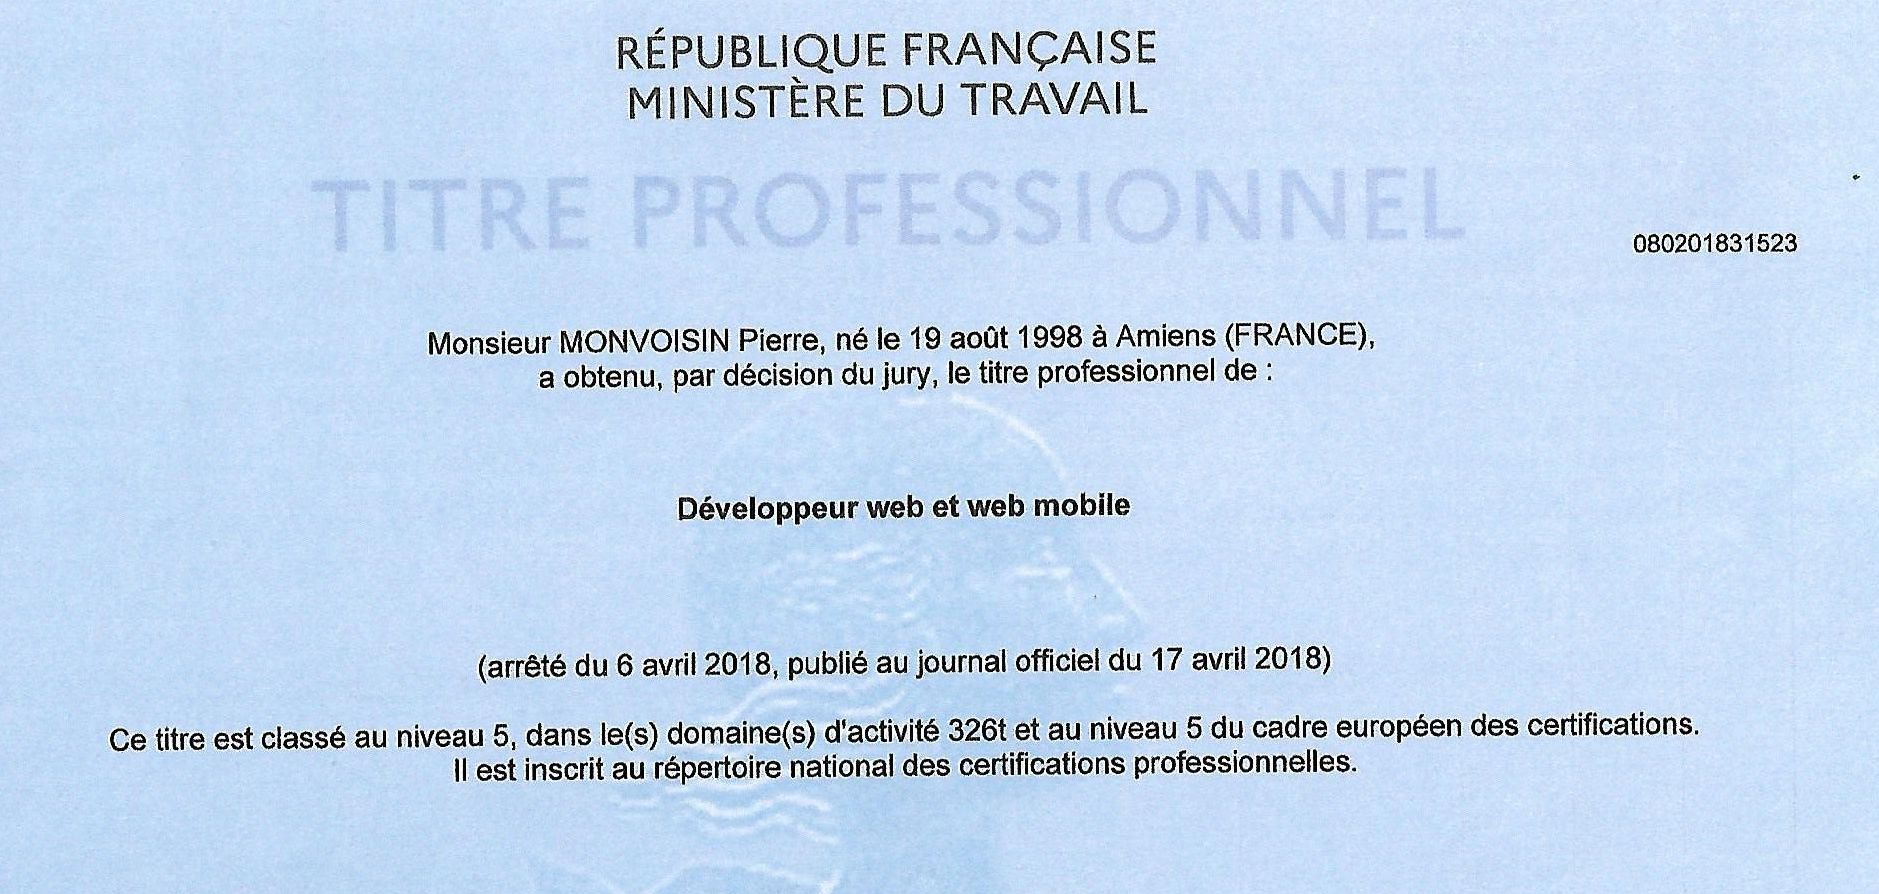 RÉPUBLIQUE FRANÇAISE
MINISTÈRE DU TRAVAIL
TITRE PROFESSIONNEL
080201831523
Monsieur MONVOISIN Pierre, né le 19 août 1998 à Amiens (FRANCE),
a obtenu, par décision du jury, le titre professionnel de :
Développeur web et web mobile
(arrêté du 6 avril 2018, publié au journal officiel du 17 avril 2018)
Ce titre est classé au niveau 5, dans le(s) domaine(s) d'activité 326t et au niveau 5 du cadre européen des certifications.
Il est inscrit au répertoire national des certifications professionnelles.